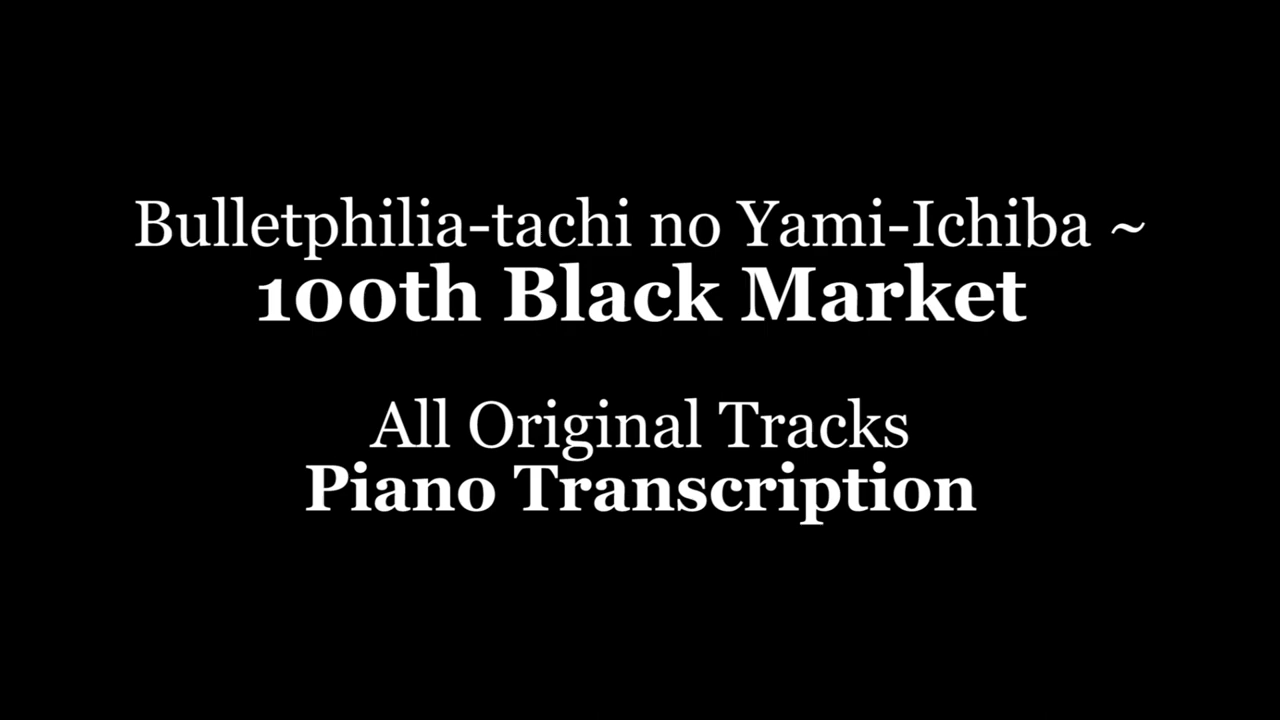 Bulletphilia-tachi no Yami-Ichiba ~
100th Black Market
All Original Tracks
Piano Transcription